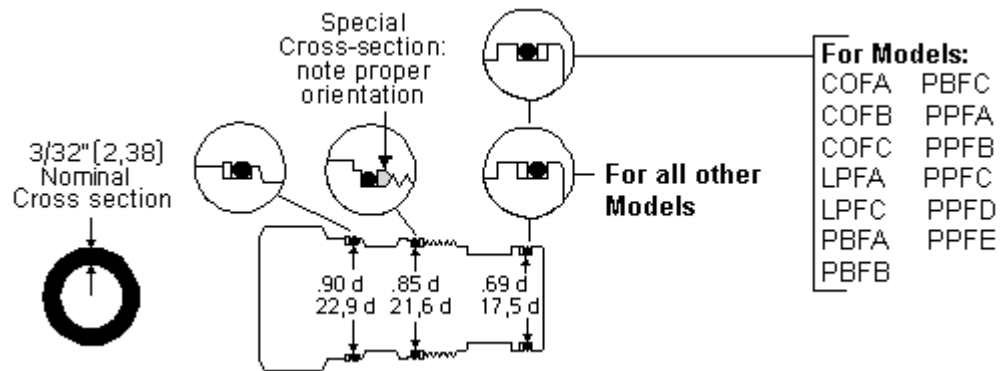 Special
Cross-section:
note proper
orientation
3/32" [2,38]
Nominal
Cross section
For Models:
COFA PBFC
COFB PPFA
COFC PPFB
LPFA PPFC
LPFC PPFD
PBFA PPFE
PBFB
For all other
Models
.90 d .85 d .69 d
22,9 d 21,6 d 17,5 d